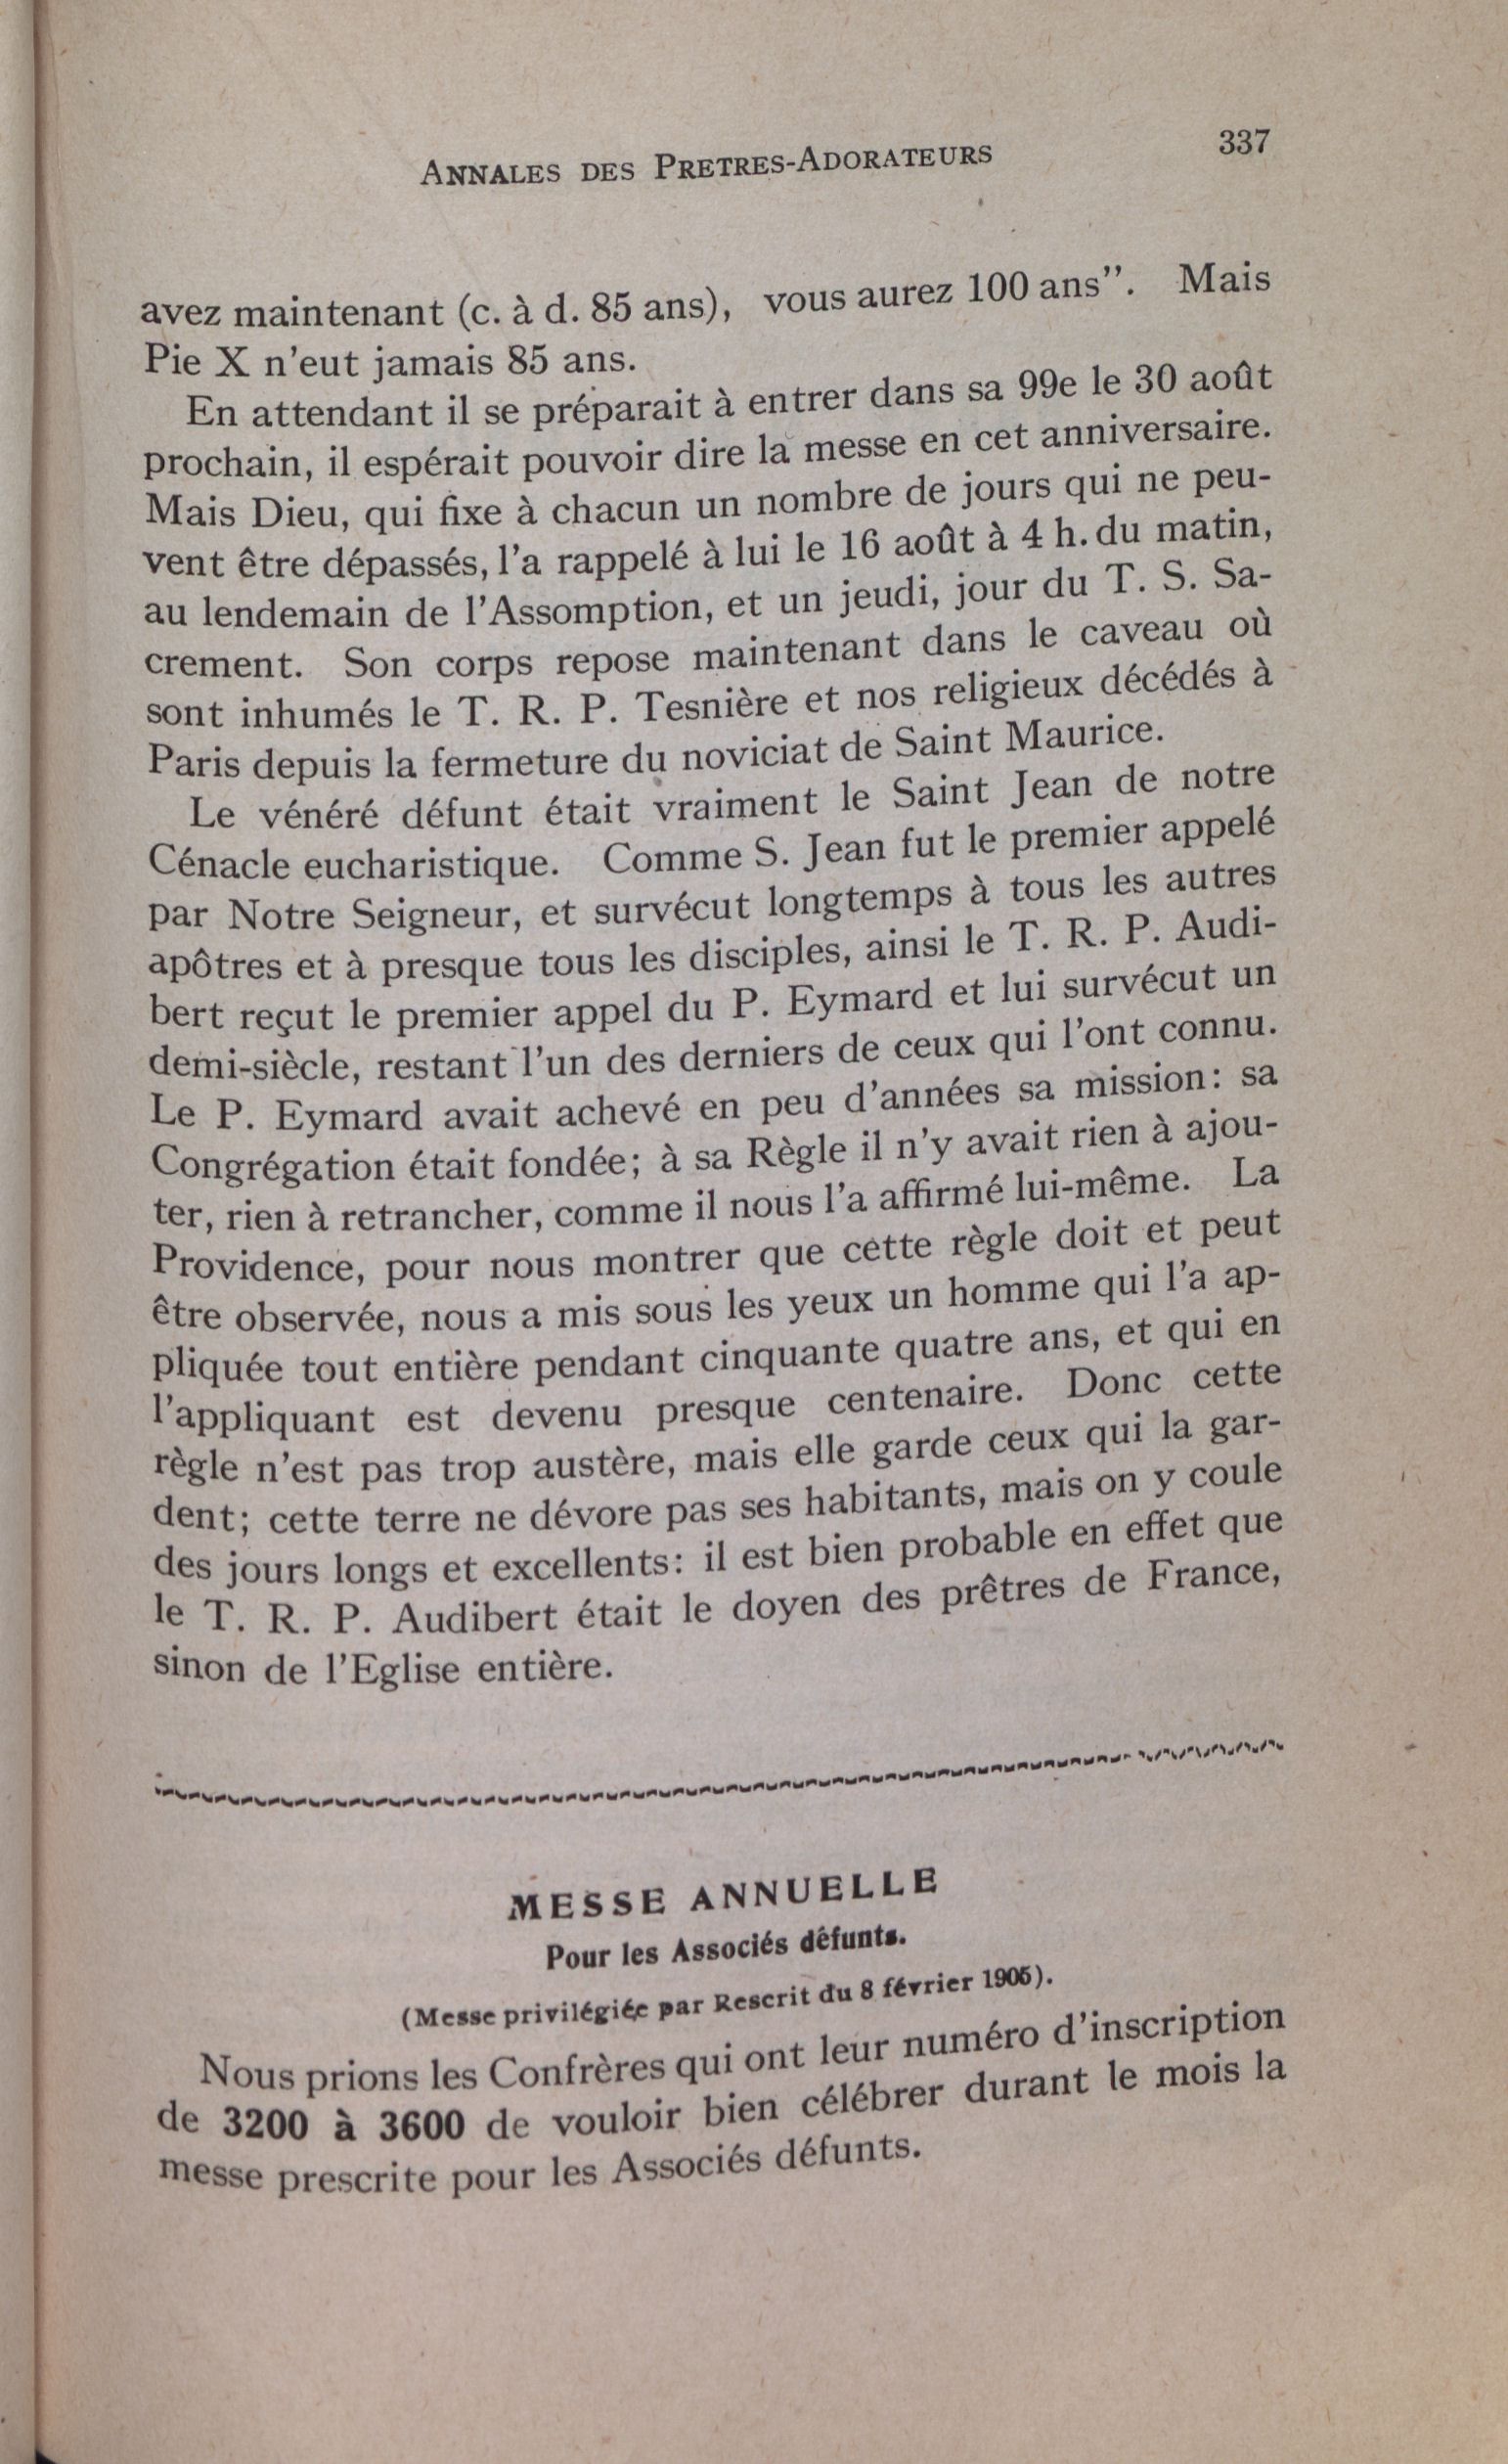 ANNALES DES PRETRES-ADORATEURS 337
avez maintenant (c. à d. 85 ans), vous aurez 100 ans”. Mais
Pie X n'eut jamais 85 ans.
En attendant il se préparait à entrer dans sa 99e le 30 août
prochain, il espérait pouvoir dire la messe en cet anniversaire.
Mais Dieu, qui fixe à chacun un nombre de jours qui ne peu-
vent être dépassés, l'a rappelé à lui le 16 août à 4 h. du matin,
au lendemain de l'Assomption, et un jeudi, jour du T. S. Sa-
crement. Son corps repose maintenant dans le caveau où
sont inhumés le T. R. P. Tesnière et nos religieux décédés à
Paris depuis la fermeture du noviciat de Saint Maurice.
Le vénéré défunt était vraiment le Saint Jean de notre
Cénacle eucharistique. Comme S. Jean fut le premier appelé
par Notre Seigneur, et survécut longtemps à tous les autres
apôtres et à presque tous les disciples, ainsi le T. R. P. Audi-
bert reçut le premier appel du P. Eymard et lui survécut un
demi-siècle, restant l'un des derniers de ceux qui l'ont connu.
Le P. Eymard avait achevé en peu d'années sa mission: sa
Congrégation était fondée; à sa Règle il n'y avait rien à ajou-
ter, rien à retrancher, comme il nous l'a affirmé lui-même. La
Providence, pour nous montrer que cette règle doit et peut
être observée, nous a mis sous les yeux un homme qui l'a ap-
pliquée tout entière pendant cinquante quatre ans, et qui en
l'appliquant est devenu presque centenaire. Donc cette
règle n'est pas trop austère, mais elle garde ceux qui la gar-
dent; cette terre ne dévore pas ses habitants, mais on y coule
des jours longs et excellents: il est bien probable en effet que
le T. R. P. Audibert était le doyen des prêtres de France,
sinon de l'Eglise entière.
MESSE ANNUELLE
Pour les Associés défunts.
(Messe privilégiée par Rescrit du 8 février 1905).
Nous prions les Confrères qui ont leur numéro d'inscription
de 3200 à 3600 de vouloir bien célébrer durant le mois la
messe prescrite pour les Associés défunts.